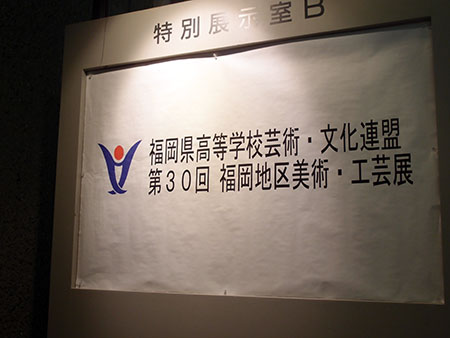 特別展示室B
福岡県高等学校芸術・文化連盟
第30回 福岡地区美術・工芸展